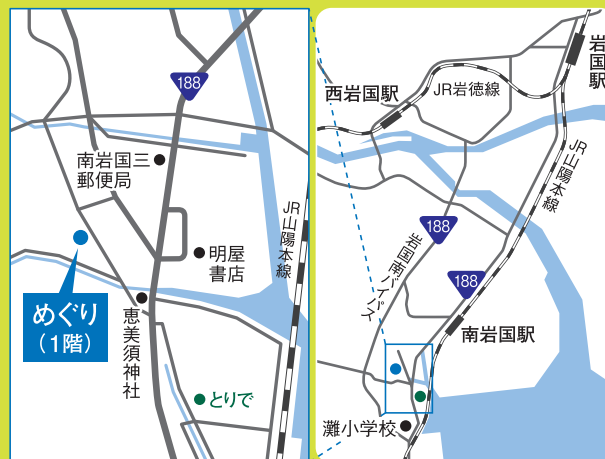 188
南岩国三
郵便局
明屋
書店
JR山陽本線
めぐり
(1階)
恵美須神社
とりで
岩国駅
西岩国駅
JR岩徳線
JR山陽本線
188
岩国南バイパス
188
南岩国駅
灘小学校